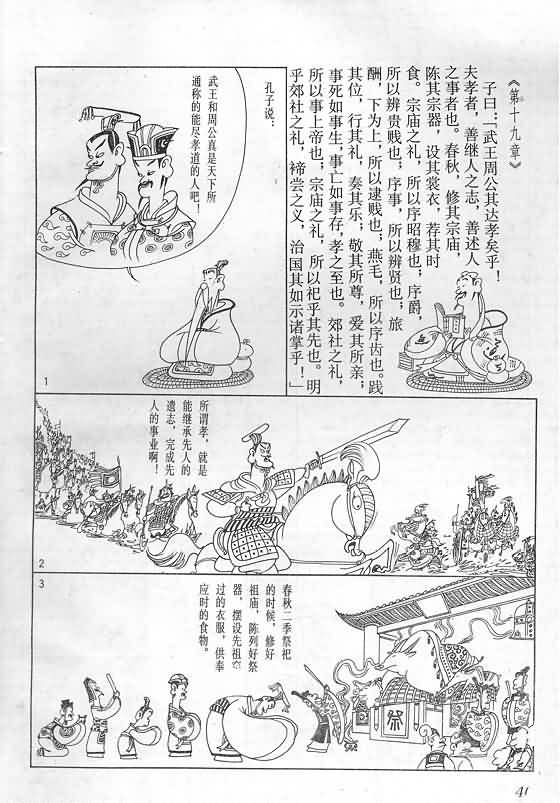 《第十九章》
子曰:「武王周公其达孝矣乎!
夫孝者,善继人之志,善述人
之事者也。春秋,修其宗庙,
陈其宗器,设其裳衣,荐其时
食。宗庙之礼,所以序昭穆也;序爵,
所以辨贵贱也;序事,所以辨贤也;旅
酬,下为上,所以逮贱也;燕毛,所以序齿也。践
其位,行其礼,奏其乐;敬其所尊,爱其所亲;
事死如事生,事亡如事存,孝之至也。郊社之礼,
所以事上帝也;宗庙之礼,所以祀乎其先也。明
乎郊社之礼,禘尝之义,治国其如示诸掌乎!」
孔子说:
武王和周公真是天下所
通称的能尽孝道的人吧!
1
所谓孝,就是
能继承先人的
遗志,完成先
人的事业啊!
2
3
春秋二季祭祀
的时候,修好
祖庙,陈列好祭
器,摆设先祖穿
过的衣服,供奉
应时的食物。
祭
41